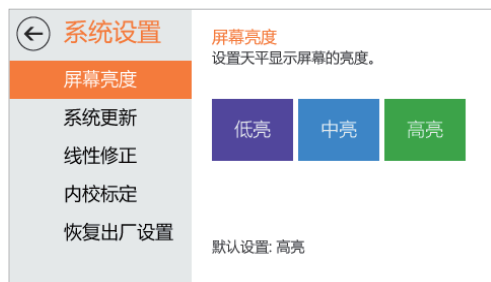 系统设置
屏幕亮度
系统更新
线性修正
内校标定
恢复出厂设置
屏幕亮度
设置天平显示屏幕的亮度。
低亮
中亮
高亮
默认设置: 高亮